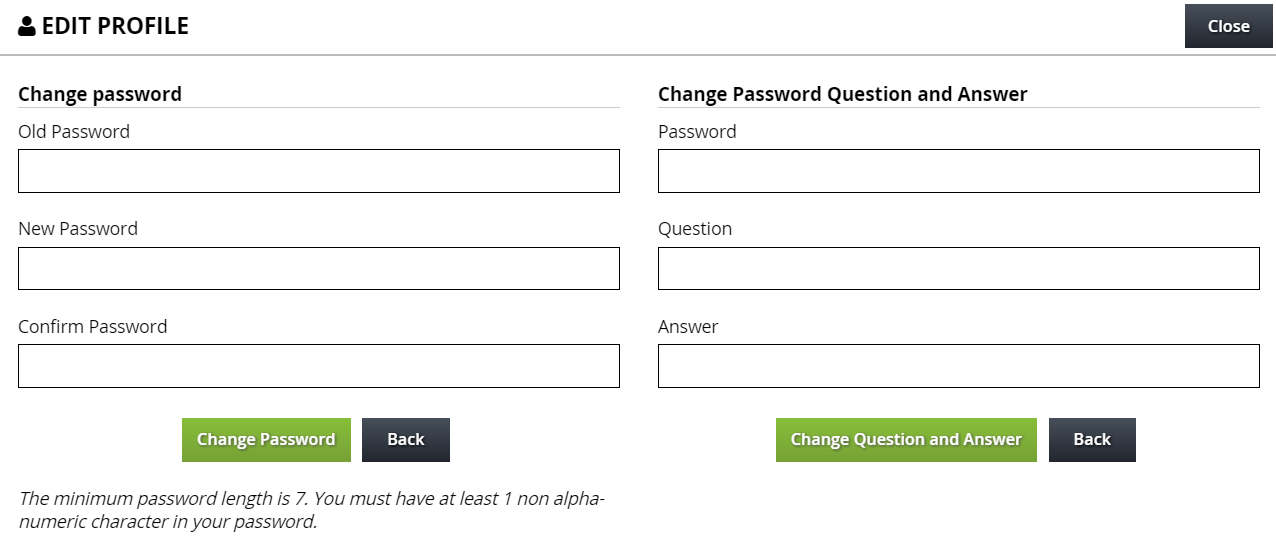 EDIT PROFILE
Close
Change password
Old Password
New Password
Confirm Password
Change Password
Back
The minimum password length is 7. You must have at least 1 non alpha-
numeric character in your password.
Change Password Question and Answer
Password
Question
Answer
Change Question and Answer
Back